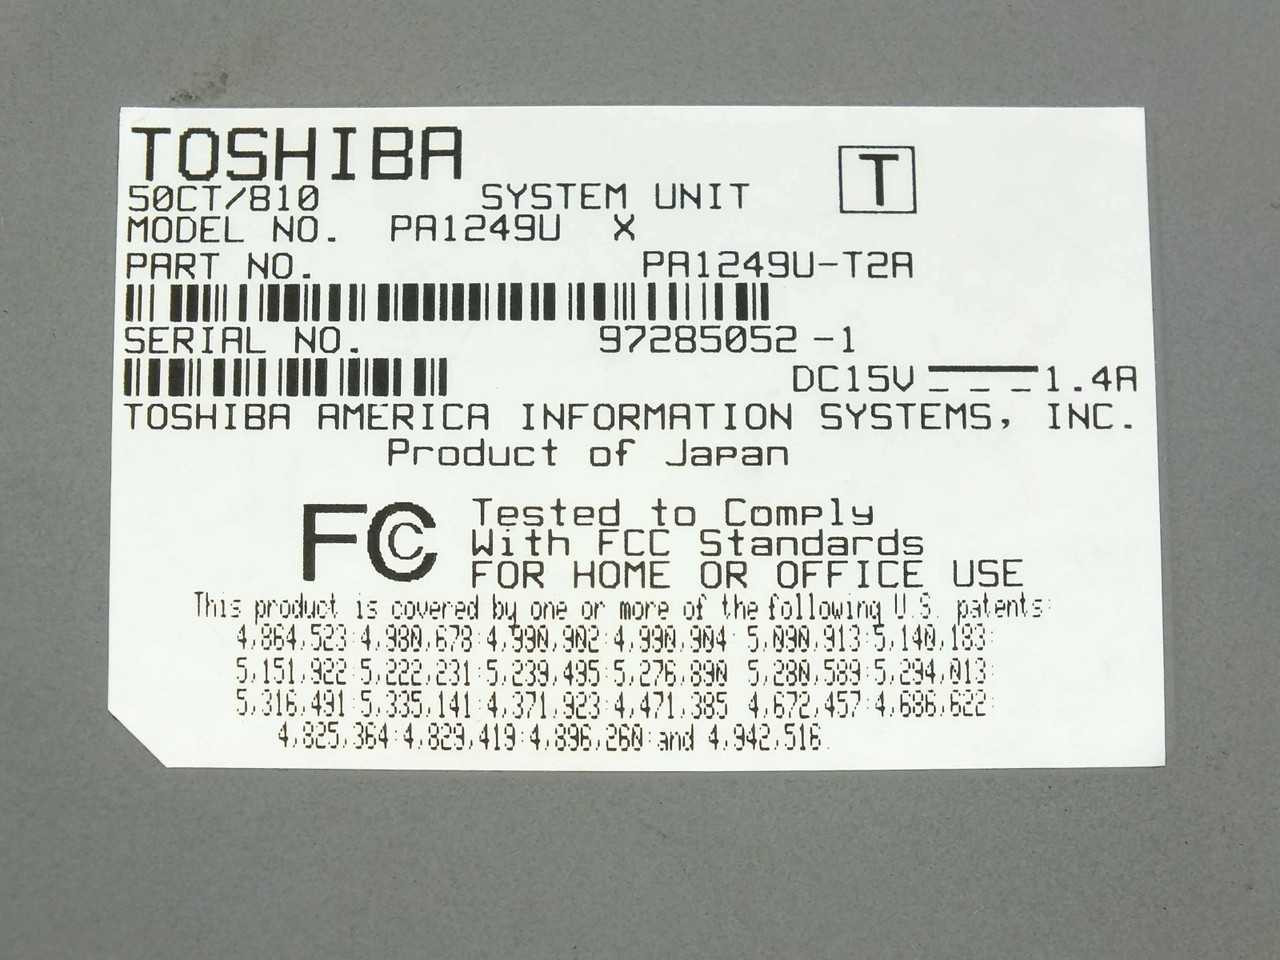 TOSHIBA
T
50CT/810 SYSTEM UNIT
MODEL NO. PA1249U X
PART NO. PA1249U-T2A
SERIAL NO. 97285052-1
DC15V 1.4A
TOSHIBA AMERICA INFORMATION SYSTEMS, INC.
Product of Japan
FC Tested to Comply
With FCC Standards
FOR HOME OR OFFICE USE
This product is covered by one or more of the following U.S. patents:
4,864,523:4,980,678:4,990,902:4,990,904:5,090,913:5,140,183:
5,151,922:5,222,231:5,239,495:5,276,890:5,280,589:5,294,013:
5,316,491:5,335,141:4,371,923:4,471,385:4,672,457:4,686,622:
4,825,364:4,829,419:4,896,260:and 4,942,516.